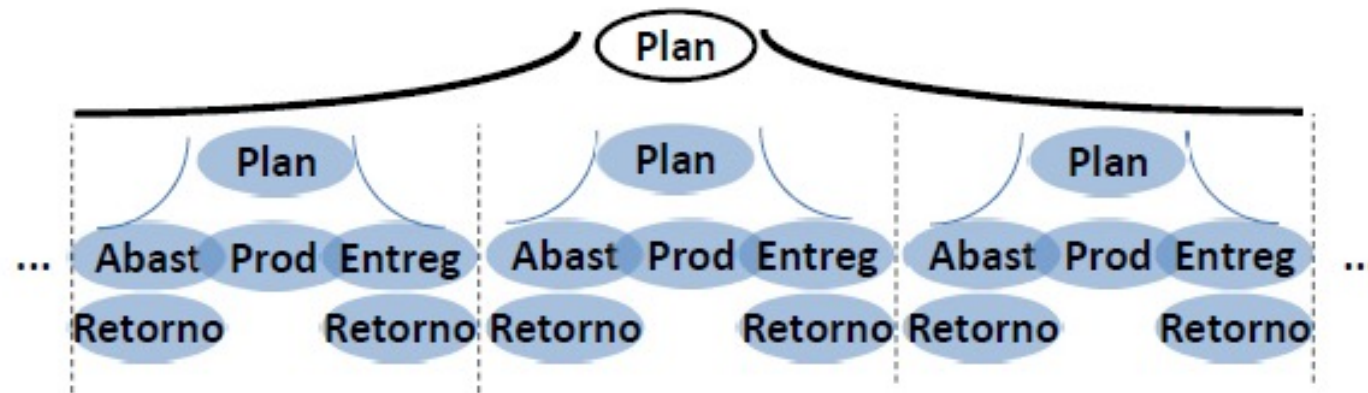 Plan
Plan Plan Plan
... Abast Prod Entreg Abast Prod Entreg Abast Prod Entreg ..
Retorno Retorno Retorno Retorno Retorno Retorno